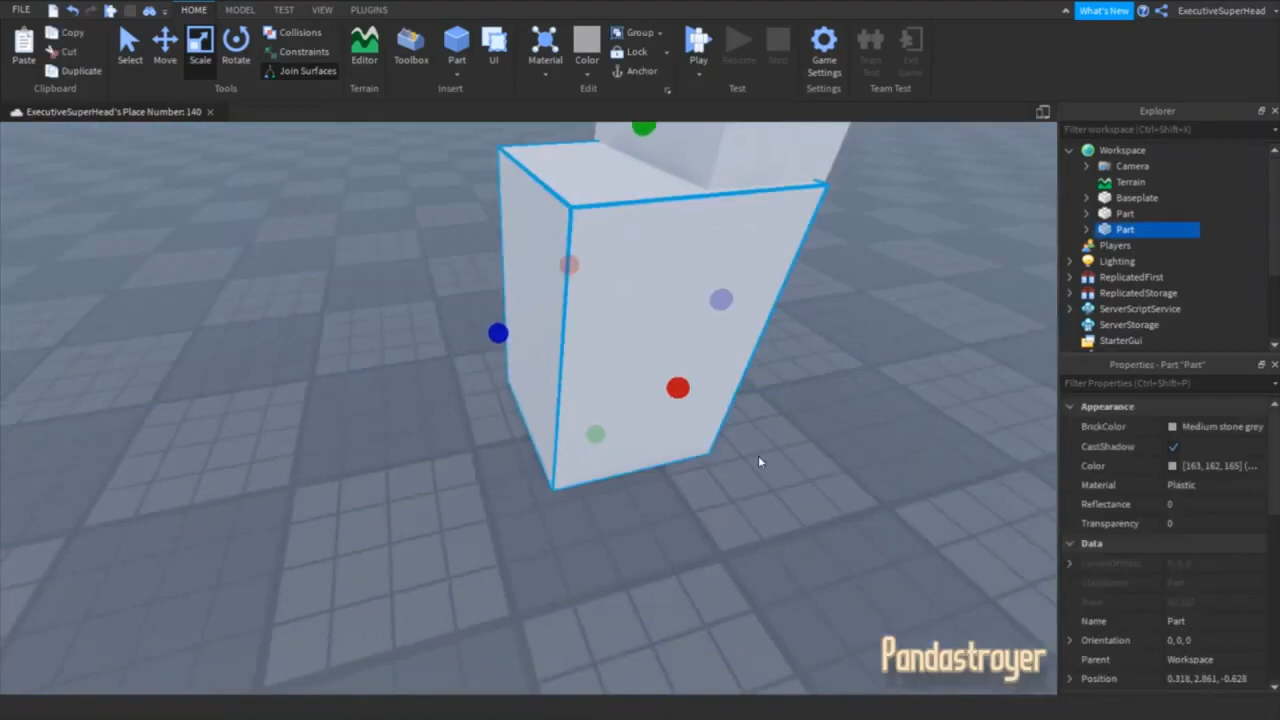 FILE HOME MODEL TEST VIEW PLUGINS What's New ExecutiveSuperHead
Copy Collisions Group
Cut Constraints Lock
Paste Duplicate Select Move Scale Rotate Join Surfaces Editor Toolbox Part UI Material Color Anchor Play Resume Stop Game Settings Team Test Exit Game
Clipboard Tools Terrain Insert Edit Test Settings Team Test
ExecutiveSuperHead's Place Number: 140 Explorer
Filter workspace (Ctrl+Shift+X)
Workspace
Camera
Terrain
Baseplate
Part
Part
Players
Lighting
ReplicatedFirst
ReplicatedStorage
ServerScriptService
ServerStorage
StarterGui
Properties - Part "Part"
Filter Properties (Ctrl+Shift+P)
Appearance
BrickColor Medium stone grey
CastShadow
Color [163, 162, 165] (...
Material Plastic
Reflectance 0
Transparency 0
Data
Name Part
Orientation 0, 0, 0
Parent Workspace
Position 0.318, 2.861, -0.628
Pandastroyer